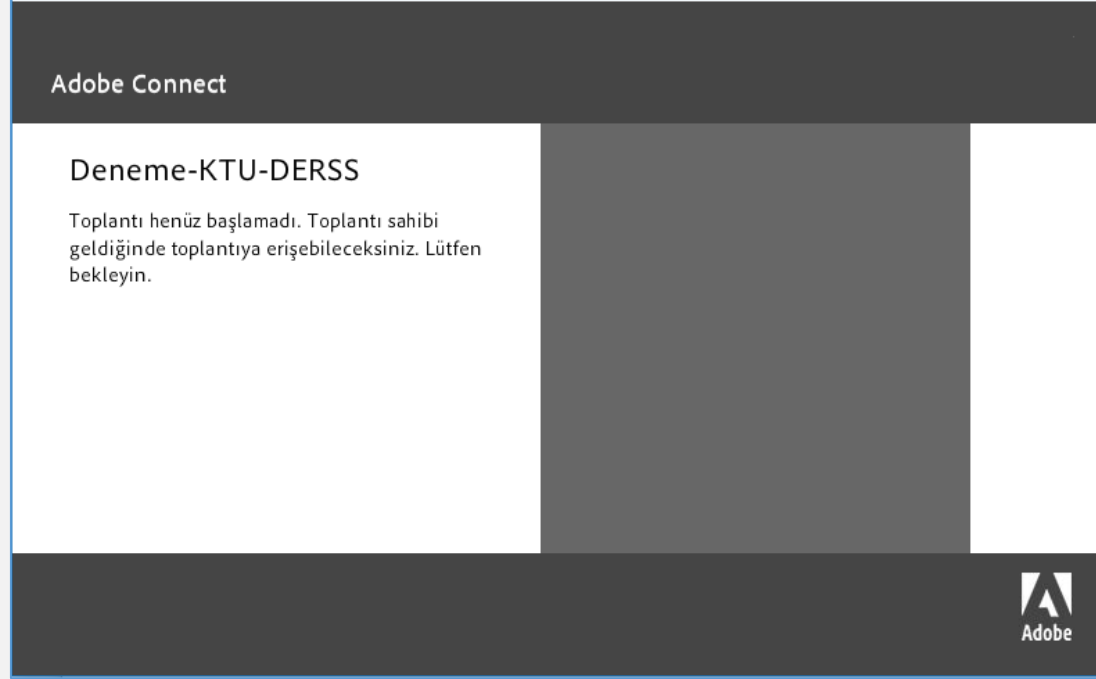 Adobe Connect
Deneme-KTU-DERSS
Toplantı henüz başlamadı. Toplantı sahibi
geldiğinde toplantıya erişebileceksiniz. Lütfen
bekleyin.
Adobe